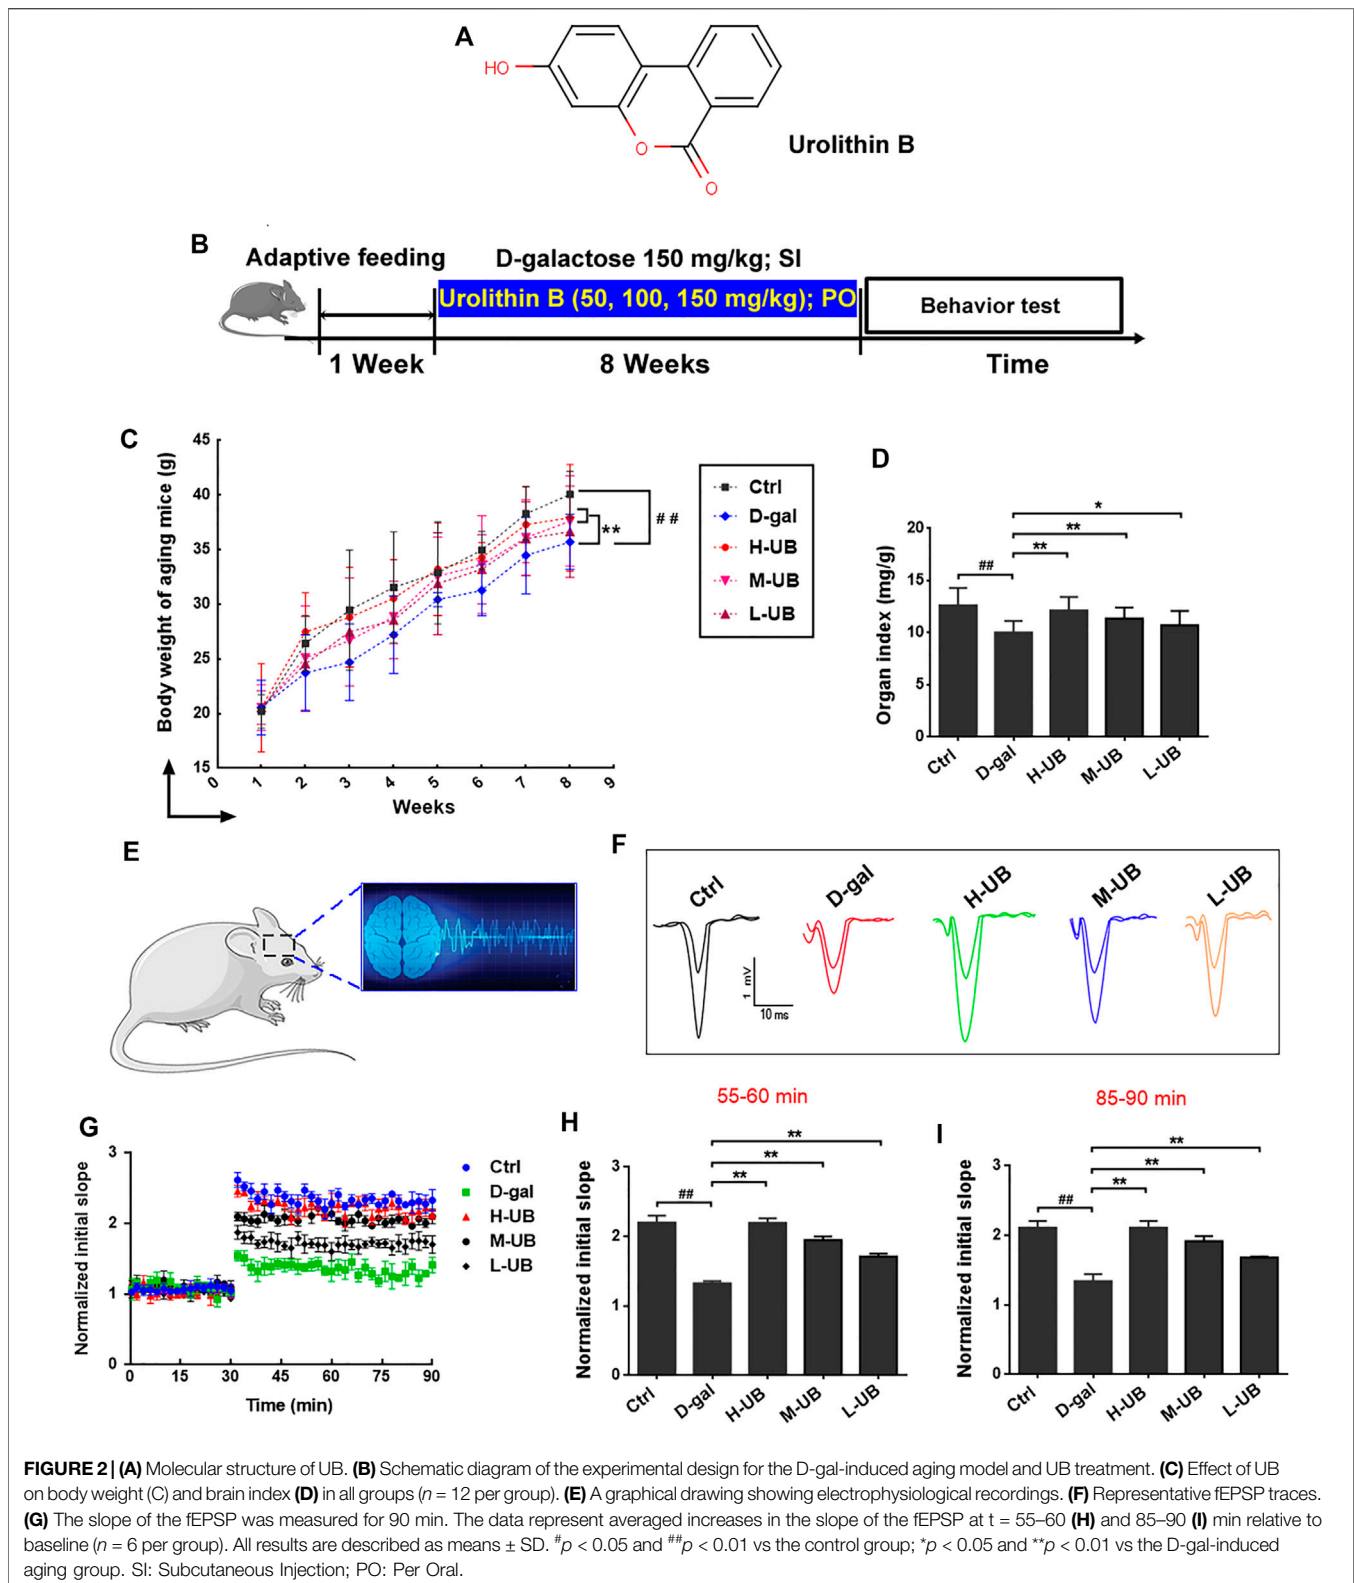 A
HO
O
O
Urolithin B
B
Adaptive feeding
D-galactose 150 mg/kg; SI
Urolithin B (50, 100, 150 mg/kg); PO
Behavior test
1 Week
8 Weeks
Time
C
Body weight of aging mice (g)
45
40
35
30
25
20
15
0 1 2 3 4 5 6 7 8 9
Weeks
**
##
Ctrl
D-gal
H-UB
M-UB
L-UB
D
Organ index (mg/g)
20
15
10
5
0
##
**
**
*
Ctrl D-gal H-UB M-UB L-UB
E
F
Ctrl D-gal H-UB M-UB L-UB
1 mV
10 ms
G
Normalized initial slope
3
2
1
0
0 15 30 45 60 75 90
Time (min)
Ctrl
D-gal
H-UB
M-UB
L-UB
H
55-60 min
Normalized initial slope
3
2
1
0
##
**
**
**
Ctrl D-gal H-UB M-UB L-UB
I
85-90 min
Normalized initial slope
3
2
1
0
##
**
**
**
Ctrl D-gal H-UB M-UB L-UB
FIGURE 2 | (A) Molecular structure of UB. (B) Schematic diagram of the experimental design for the D-gal-induced aging model and UB treatment. (C) Effect of UB
on body weight (C) and brain index (D) in all groups (n = 12 per group). (E) A graphical drawing showing electrophysiological recordings. (F) Representative fEPSP traces.
(G) The slope of the fEPSP was measured for 90 min. The data represent averaged increases in the slope of the fEPSP at t = 55–60 (H) and 85–90 (I) min relative to
baseline (n = 6 per group). All results are described as means ± SD. #p < 0.05 and ##p < 0.01 vs the control group; *p < 0.05 and **p < 0.01 vs the D-gal-induced
aging group. SI: Subcutaneous Injection; PO: Per Oral.